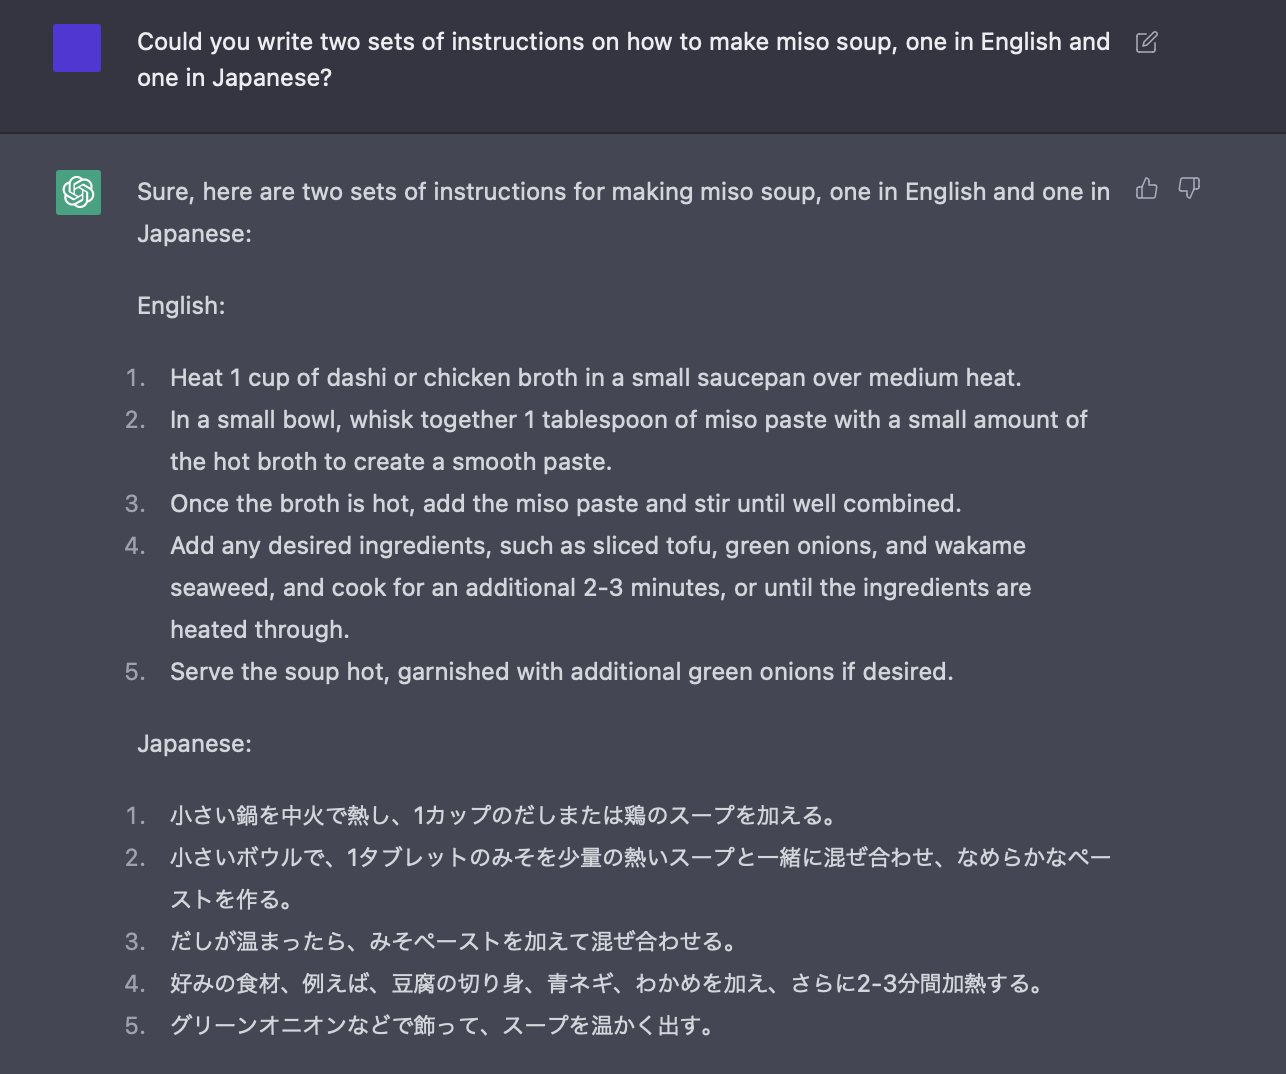 Could you write two sets of instructions on how to make miso soup, one in English and
one in Japanese?
Sure, here are two sets of instructions for making miso soup, one in English and one in
Japanese:
English:
1. Heat 1 cup of dashi or chicken broth in a small saucepan over medium heat.
2. In a small bowl, whisk together 1 tablespoon of miso paste with a small amount of
the hot broth to create a smooth paste.
3. Once the broth is hot, add the miso paste and stir until well combined.
4. Add any desired ingredients, such as sliced tofu, green onions, and wakame
seaweed, and cook for an additional 2-3 minutes, or until the ingredients are
heated through.
5. Serve the soup hot, garnished with additional green onions if desired.
Japanese:
1. 小さい鍋を中火で熱し、1カップのだしまたは鶏のスープを加える。
2. 小さいボウルで、1タブレットのみそを少量の熱いスープと一緒に混ぜ合わせ、なめらかなペー
ストを作る。
3. だしが温まったら、みそペーストを加えて混ぜ合わせる。
4. 好みの食材、例えば、豆腐の切り身、青ネギ、わかめを加え、さらに2-3分間加熱する。
5. グリーンオニオンなどで飾って、スープを温かく出す。